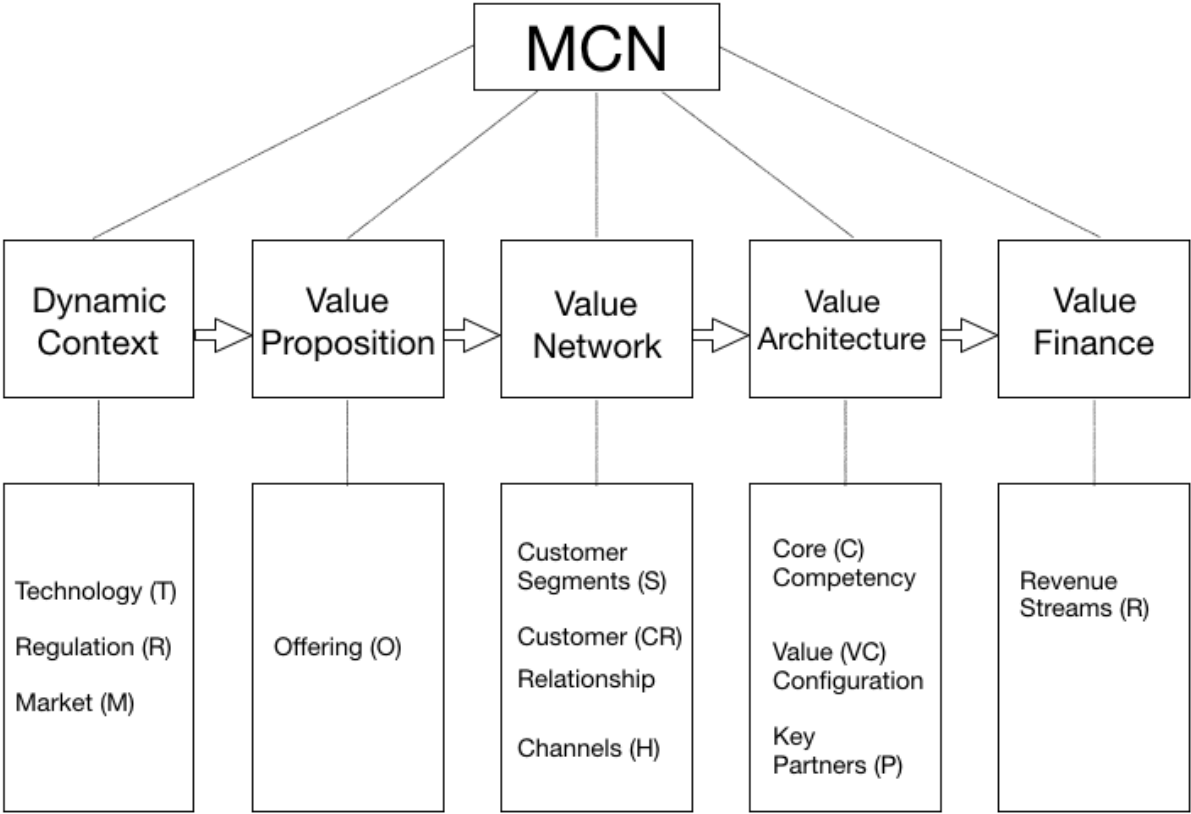 MCN
Dynamic
Context
Value
Proposition
Value
Network
Value
Architecture
Value
Finance
Technology (T)
Regulation (R)
Market (M)
Offering (O)
Customer
Segments (S)
Customer (CR)
Relationship
Channels (H)
Core (C)
Competency
Value (VC)
Configuration
Key
Partners (P)
Revenue
Streams (R)